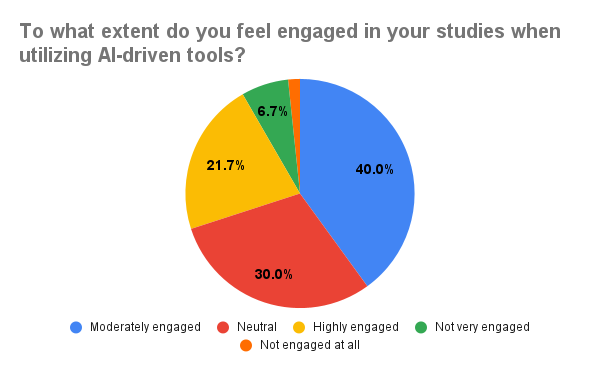 To what extent do you feel engaged in your studies when
utilizing AI-driven tools?
6.7%
40.0%
21.7%
30.0%
Moderately engaged
Neutral
Highly engaged
Not very engaged
Not engaged at all